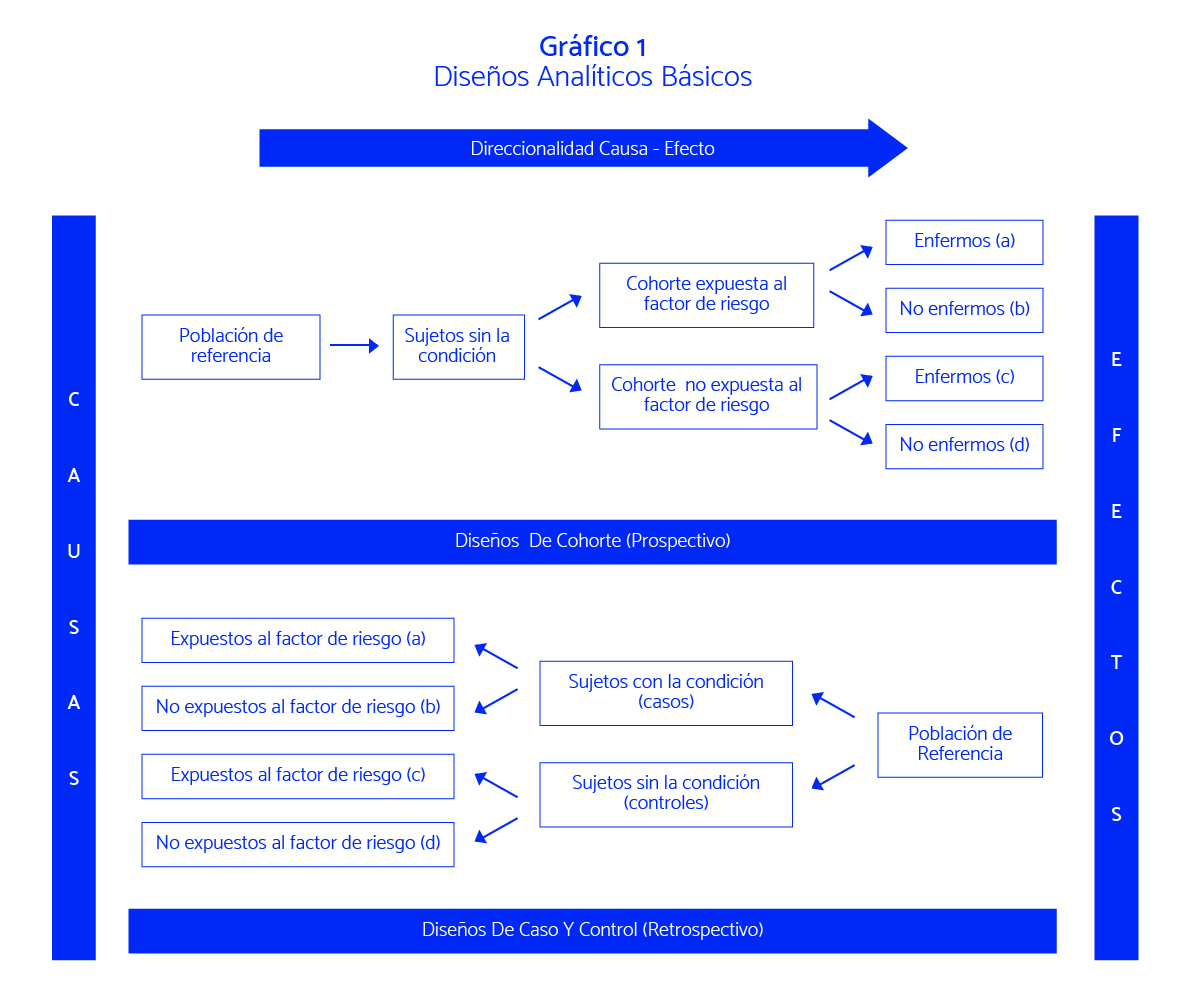 Gráfico 1
Diseños Analíticos Básicos
Direccionalidad Causa - Efecto
CAUSAS
Población de
referencia
Sujetos sin la
condición
Cohorte expuesta al
factor de riesgo
Cohorte no expuesta al
factor de riesgo
Enfermos (a)
No enfermos (b)
Enfermos (c)
No enfermos (d)
EFECTOS
Diseños De Cohorte (Prospectivo)
Expuestos al factor de riesgo (a)
No expuestos al factor de riesgo (b)
Expuestos al factor de riesgo (c)
No expuestos al factor de riesgo (d)
Sujetos con la condición
(casos)
Sujetos sin la condición
(controles)
Población de
Referencia
Diseños De Caso Y Control (Retrospectivo)